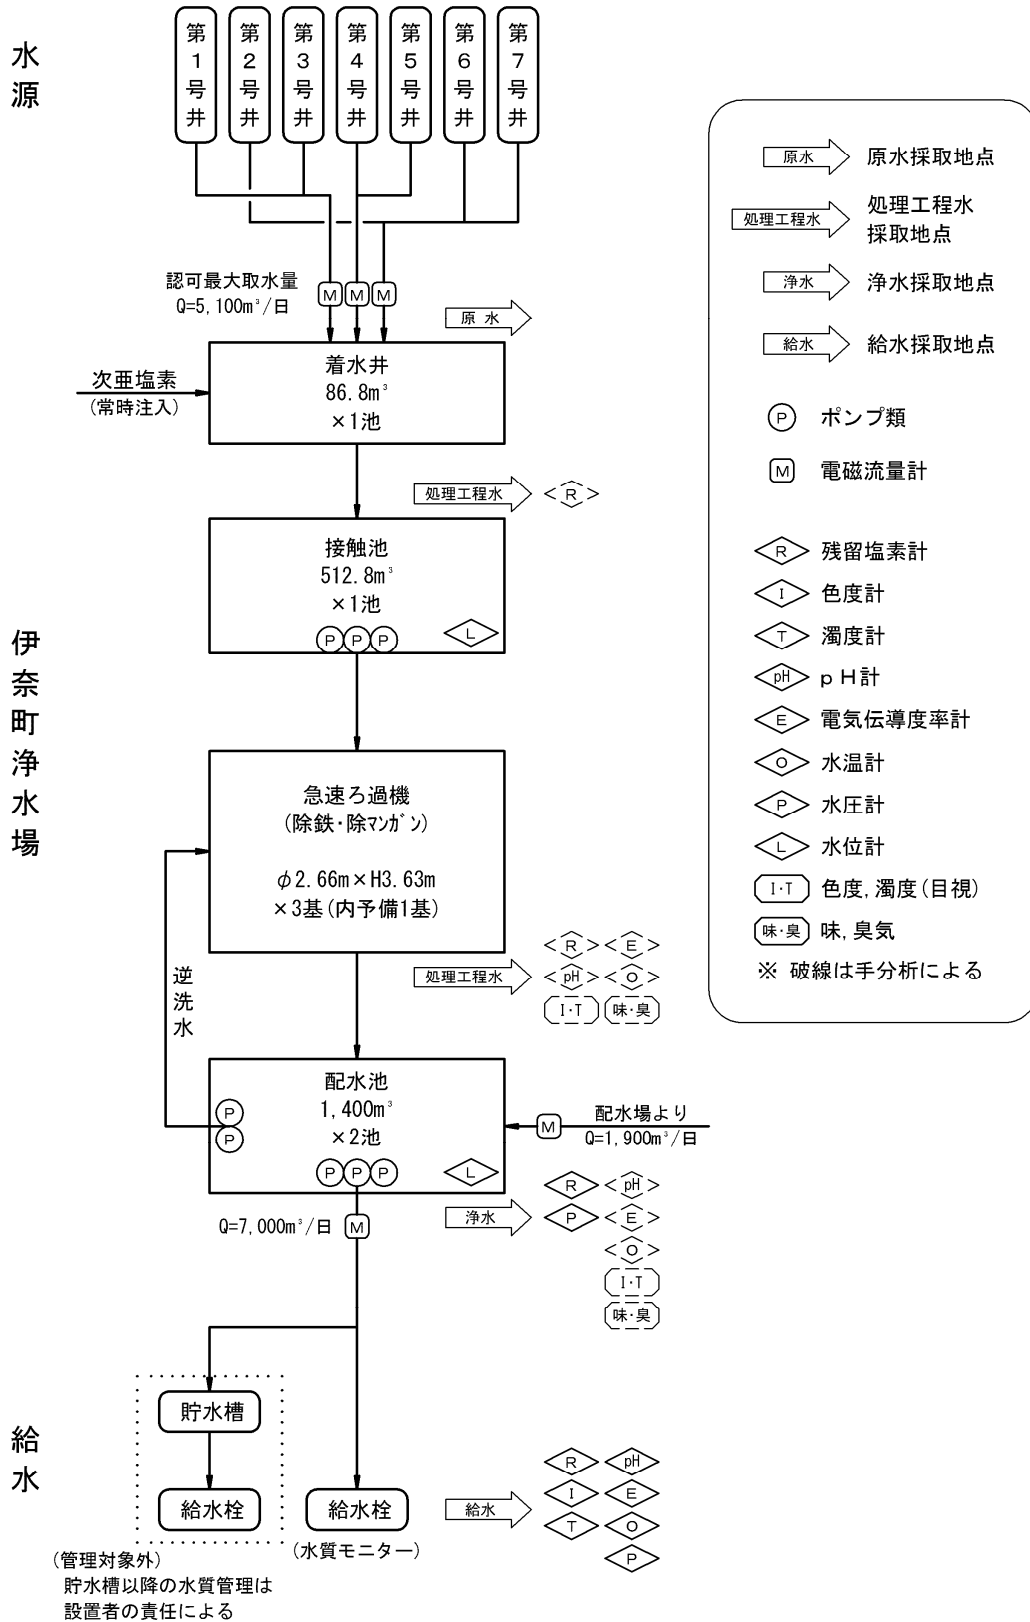 水源
第1号井
第2号井
第3号井
第4号井
第5号井
第6号井
第7号井
認可最大取水量
Q=5,100m³/日
M M M
原 水
次亜塩素
(常時注入)
着水井
86.8m³
×1池
処理工程水
R
接触池
512.8m³
×1池
P P P
L
伊奈町浄水場
急速ろ過機
(除鉄・除ﾏﾝｶﾞﾝ)
φ2.66m×H3.63m
×3基(内予備1基)
逆洗水
処理工程水
R E
pH O
I・T 味・臭
配水池
1,400m³
×2池
P
P
P P P
L
M
配水場より
Q=1,900m³/日
Q=7,000m³/日
M
浄水
R pH
P E
O
I・T
味・臭
給水
貯水槽
給水栓
給水栓
(水質モニター)
(管理対象外)
貯水槽以降の水質管理は
設置者の責任による
給水
R pH
I E
T O
P
原水 原水採取地点
処理工程水 処理工程水
採取地点
浄水 浄水採取地点
給水 給水採取地点
P ポンプ類
M 電磁流量計
R 残留塩素計
I 色度計
T 濁度計
pH ｐＨ計
E 電気伝導度率計
O 水温計
P 水圧計
L 水位計
I・T 色度,濁度(目視)
味・臭 味,臭気
※ 破線は手分析による